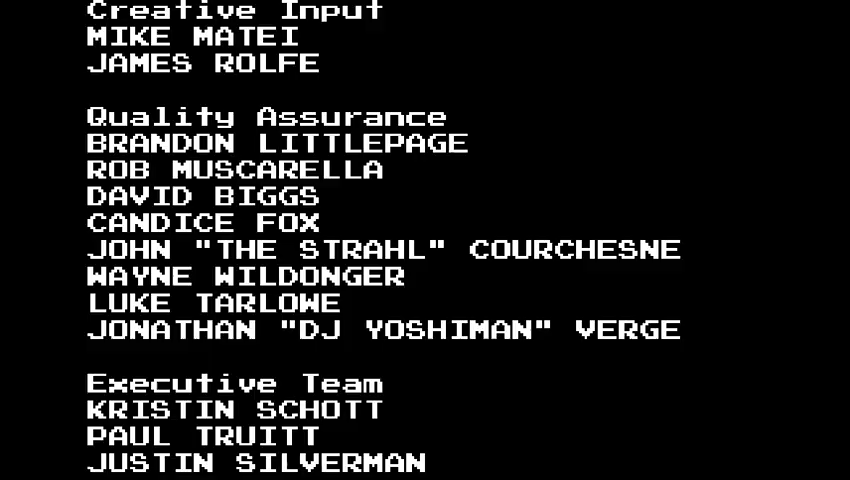 Creative Input
MIKE MATEI
JAMES ROLFE
Quality Assurance
BRANDON LITTLEPAGE
ROB MUSCARELLA
DAVID BIGGS
CANDICE FOX
JOHN "THE STRAHL" COURCHESNE
WAYNE WILDONGER
LUKE TARLOWE
JONATHAN "DJ YOSHIMAN" VERGE
Executive Team
KRISTIN SCHOTT
PAUL TRUITT
JUSTIN SILVERMAN